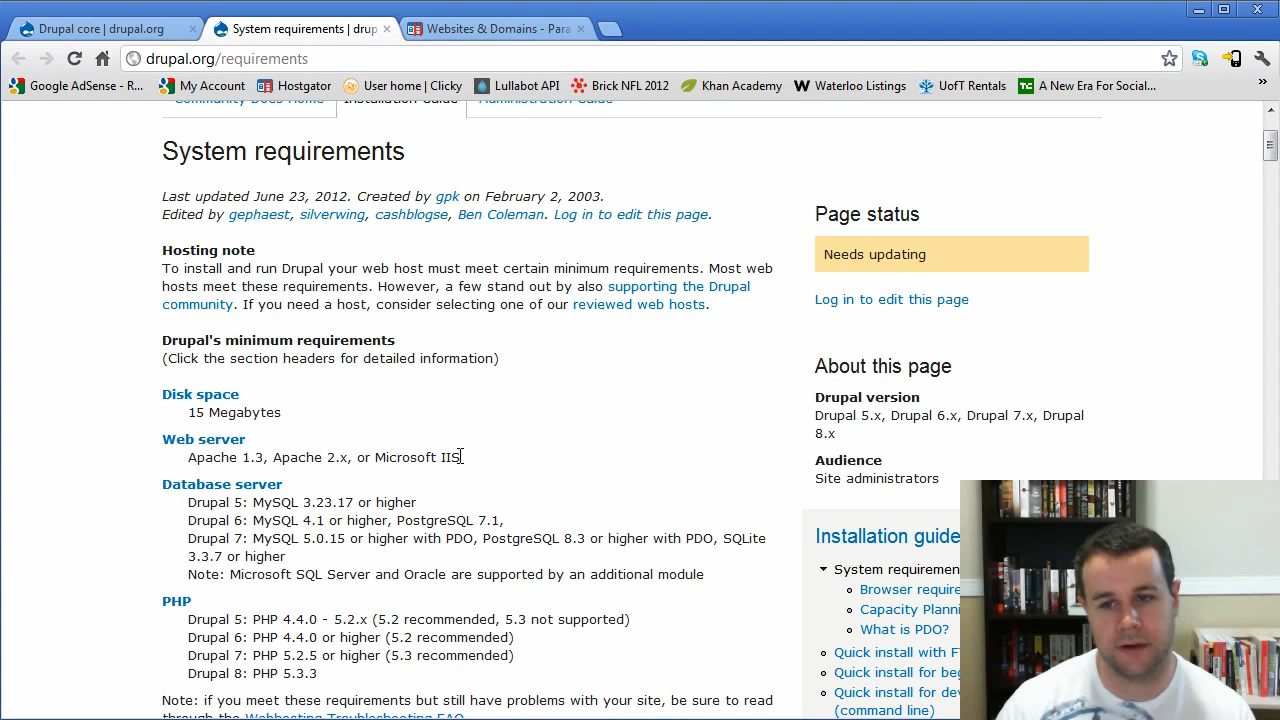 Drupal core | drupal.org
System requirements | drup
Websites & Domains - Para
drupal.org/requirements
Google AdSense - R...
My Account
Hostgator
User home | Clicky
Lullabot API
Brick NFL 2012
Khan Academy
Waterloo Listings
UofT Rentals
A New Era For Social...
Community Docs Home
Installation Guide
Administration Guide
System requirements
Last updated June 23, 2012. Created by gpk on February 2, 2003.
Edited by gephaest, silverwing, cashblogse, Ben Coleman. Log in to edit this page.
Hosting note
To install and run Drupal your web host must meet certain minimum requirements. Most web
hosts meet these requirements. However, a few stand out by also supporting the Drupal
community. If you need a host, consider selecting one of our reviewed web hosts.
Drupal's minimum requirements
(Click the section headers for detailed information)
Disk space
15 Megabytes
Web server
Apache 1.3, Apache 2.x, or Microsoft IIS
Database server
Drupal 5: MySQL 3.23.17 or higher
Drupal 6: MySQL 4.1 or higher, PostgreSQL 7.1,
Drupal 7: MySQL 5.0.15 or higher with PDO, PostgreSQL 8.3 or higher with PDO, SQLite
3.3.7 or higher
Note: Microsoft SQL Server and Oracle are supported by an additional module
PHP
Drupal 5: PHP 4.4.0 - 5.2.x (5.2 recommended, 5.3 not supported)
Drupal 6: PHP 4.4.0 or higher (5.2 recommended)
Drupal 7: PHP 5.2.5 or higher (5.3 recommended)
Drupal 8: PHP 5.3.3
Note: if you meet these requirements but still have problems with your site, be sure to read
through the Webhosting Troubleshooting FAQ
Page status
Needs updating
Log in to edit this page
About this page
Drupal version
Drupal 5.x, Drupal 6.x, Drupal 7.x, Drupal
8.x
Audience
Site administrators
Installation guide
System requiremen
Browser require
Capacity Planni
What is PDO?
Quick install with F
Quick install for beg
Quick install for dev
(command line)